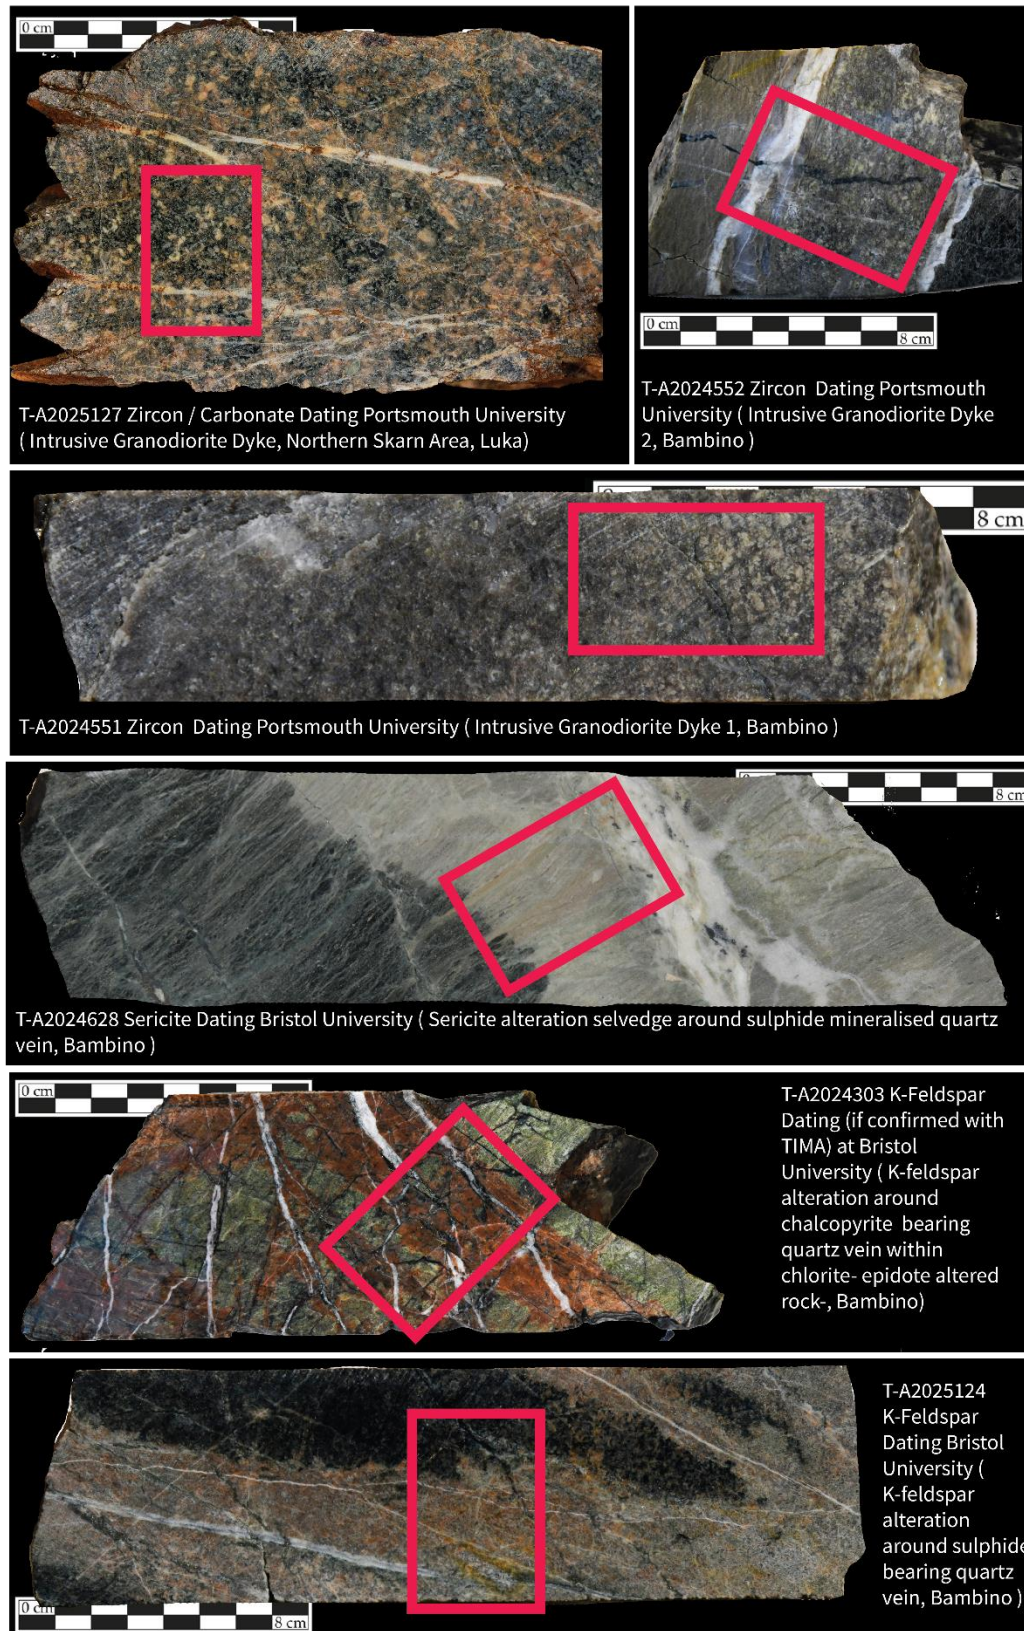 0 cm
T-A2025127 Zircon / Carbonate Dating Portsmouth University
( Intrusive Granodiorite Dyke, Northern Skarn Area, Luka)
0 cm
8 cm
T-A2024552 Zircon  Dating Portsmouth
University ( Intrusive Granodiorite Dyke
2, Bambino )
8 cm
T-A2024551 Zircon  Dating Portsmouth University ( Intrusive Granodiorite Dyke 1, Bambino )
8 cm
T-A2024628 Sericite Dating Bristol University ( Sericite alteration selvedge around sulphide mineralised quartz
vein, Bambino )
0 cm
T-A2024303 K-Feldspar
Dating (if confirmed with
TIMA) at Bristol
University ( K-feldspar
alteration around
chalcopyrite  bearing
quartz vein within
chlorite- epidote altered
rock-, Bambino)
T-A2025124
K-Feldspar
Dating Bristol
University (
K-feldspar
alteration
around sulphide
bearing quartz
vein, Bambino )
0 cm
8 cm